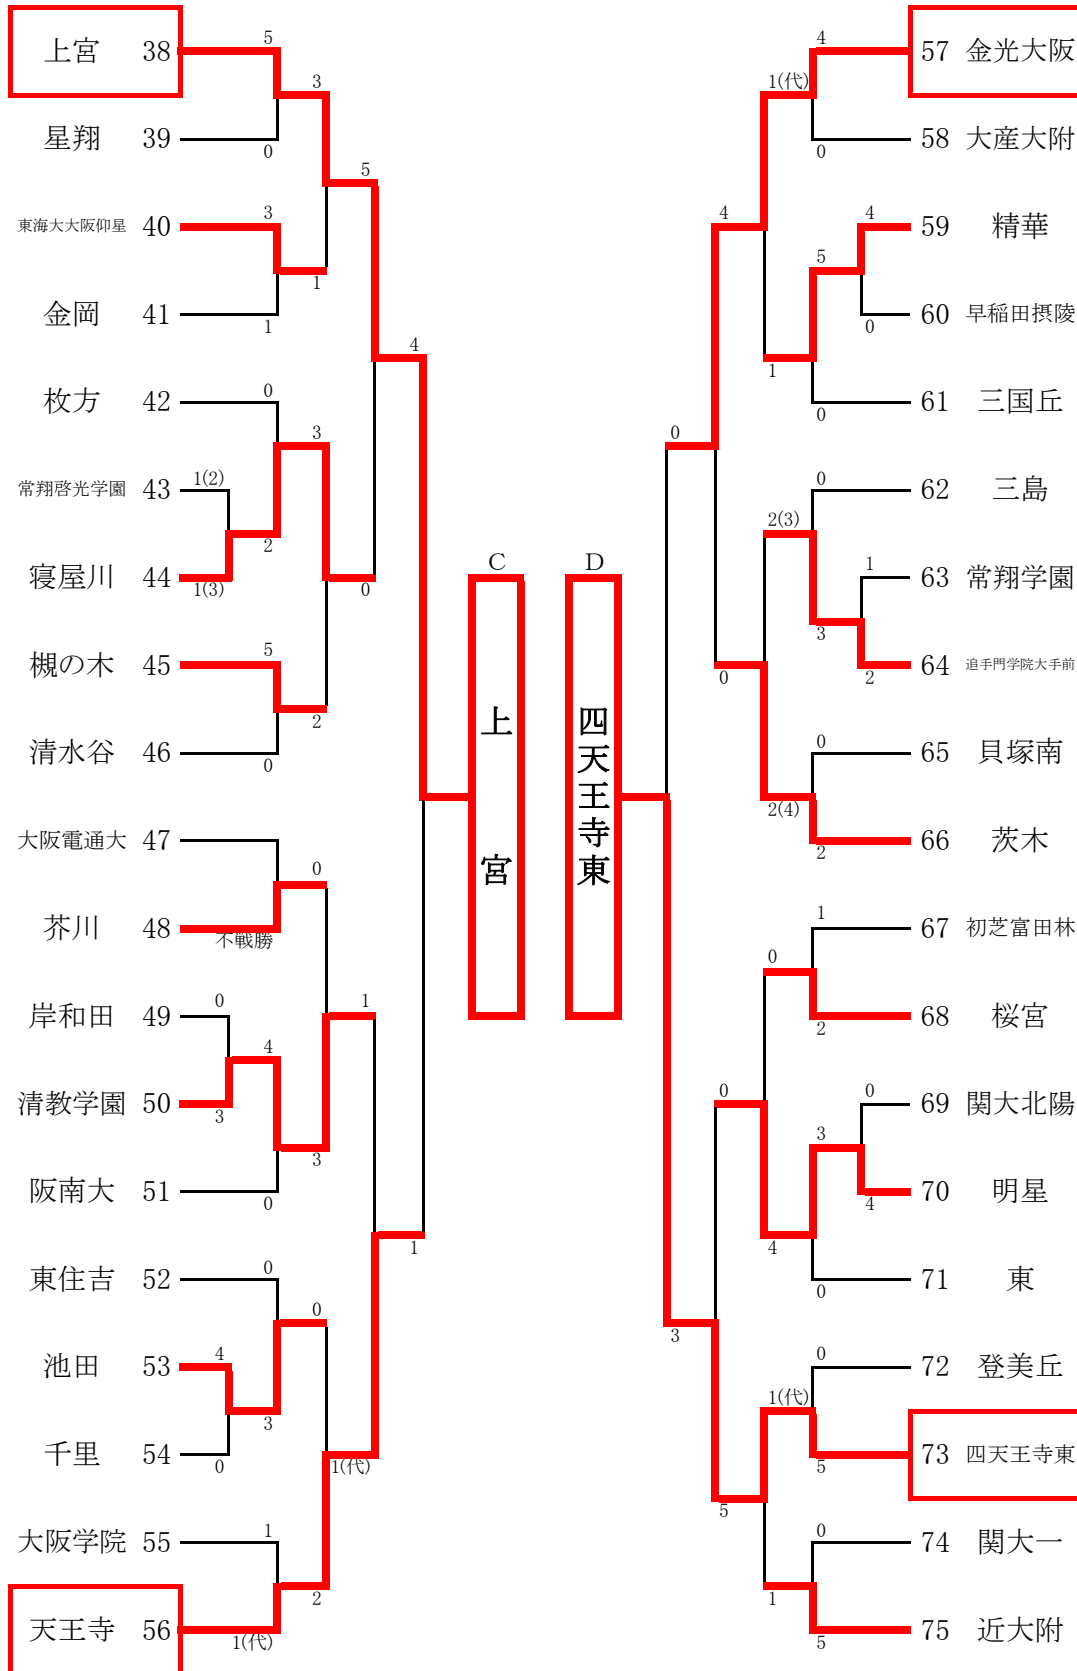 上宮 38
星翔 39
東海大大阪仰星 40
金岡 41
枚方 42
常翔啓光学園 43
寝屋川 44
槻の木 45
清水谷 46
大阪電通大 47
芥川 48
岸和田 49
清教学園 50
阪南大 51
東住吉 52
池田 53
千里 54
大阪学院 55
天王寺 56
5
0
3
1
0
1(2)
1(3)
2
5
0
不戦勝
0
3
4
0
0
4
0
3
1
1(代)
3
1
3
2
0
3
0
2
5
0
1
1(代)
4
1
C
上宮
D
四天王寺東
0
3
4
0
0
5
1(代)
1
2(3)
2(4)
0
4
1(代)
1
4
0
5
0
0
3
0
2
1
2
3
0
0
5
0
5
4
0
1
2
0
4
57 金光大阪
58 大産大附
59 精華
60 早稲田摂陵
61 三国丘
62 三島
63 常翔学園
64 追手門学院大手前
65 貝塚南
66 茨木
67 初芝富田林
68 桜宮
69 関大北陽
70 明星
71 東
72 登美丘
73 四天王寺東
74 関大一
75 近大附